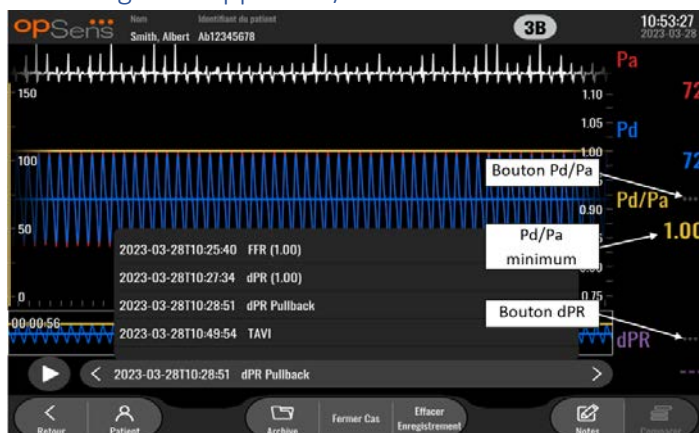 opSens
Nom
Smith, Albert
Identifiant du patient
Ab12345678
3B
10:53:27
2023-03-28
Pa
72
Pd
72
Pd/Pa
1.00
dPR
150
100
50
0
1.10
1.05
1.00
0.90
0.75
Bouton Pd/Pa
Pd/Pa
minimum
Bouton dPR
2023-03-28T10:25:40 FFR (1.00)
2023-03-28T10:27:34 dPR (1.00)
2023-03-28T10:28:51 dPR Pullback
2023-03-28T10:49:54 TAVI
00:00:56
2023-03-28T10:28:51 dPR Pullback
Retour
Patient
Archive
Fermer Cas
Effacer
Enregistrement
Notes
Comparer